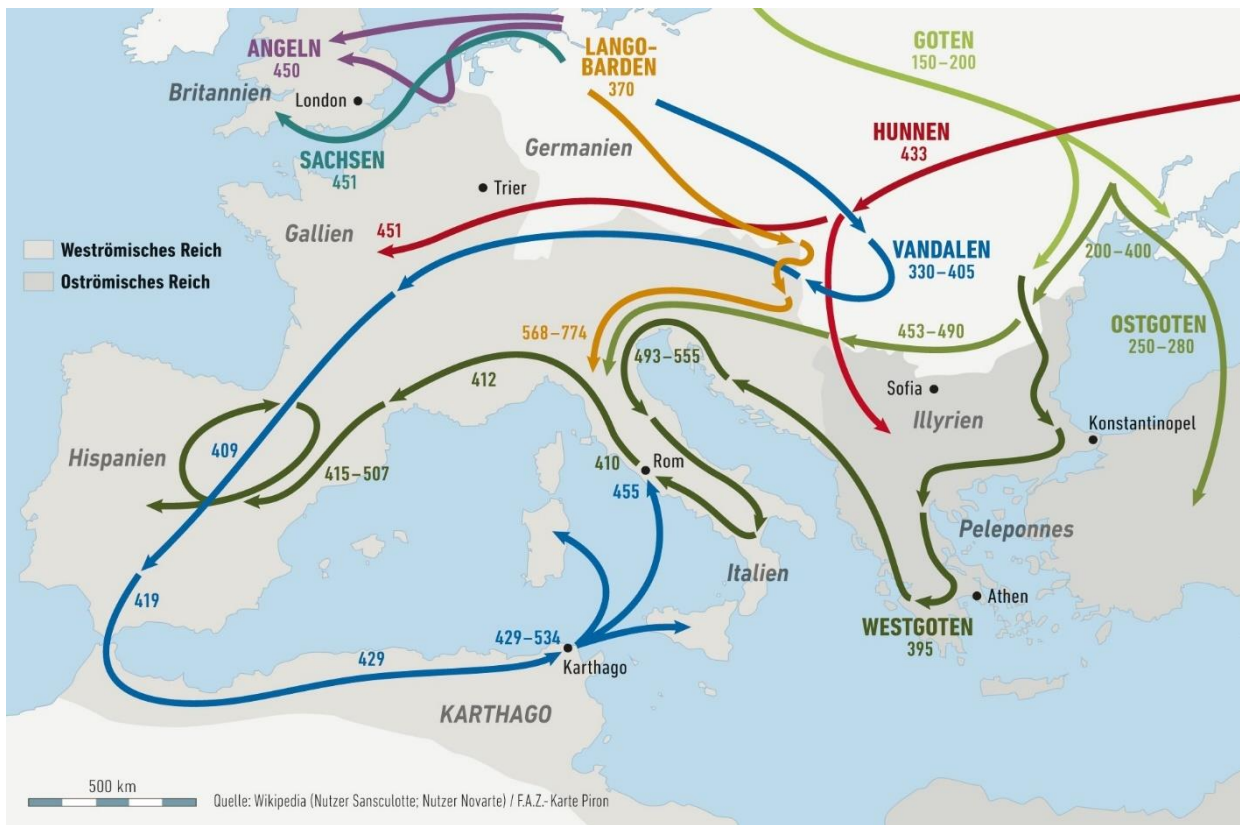 ANGELN
450
Britannien
London
SACHSEN
451
LANGO-
BARDEN
370
GOTEN
150–200
HUNNEN
433
Germanien
Trier
Gallien
451
Weströmisches Reich
Oströmisches Reich
VANDALEN
330–405
200–400
OSTGOTEN
250–280
568–774
453–490
493–555
412
Sofia
Illyrien
Konstantinopel
Hispanien
409
415–507
410
Rom
455
Peleponnes
Italien
Athen
WESTGOTEN
395
419
429–534
Karthago
429
KARTHAGO
500 km
Quelle: Wikipedia (Nutzer Sansculotte; Nutzer Novarte) / F.A.Z.-Karte Piron